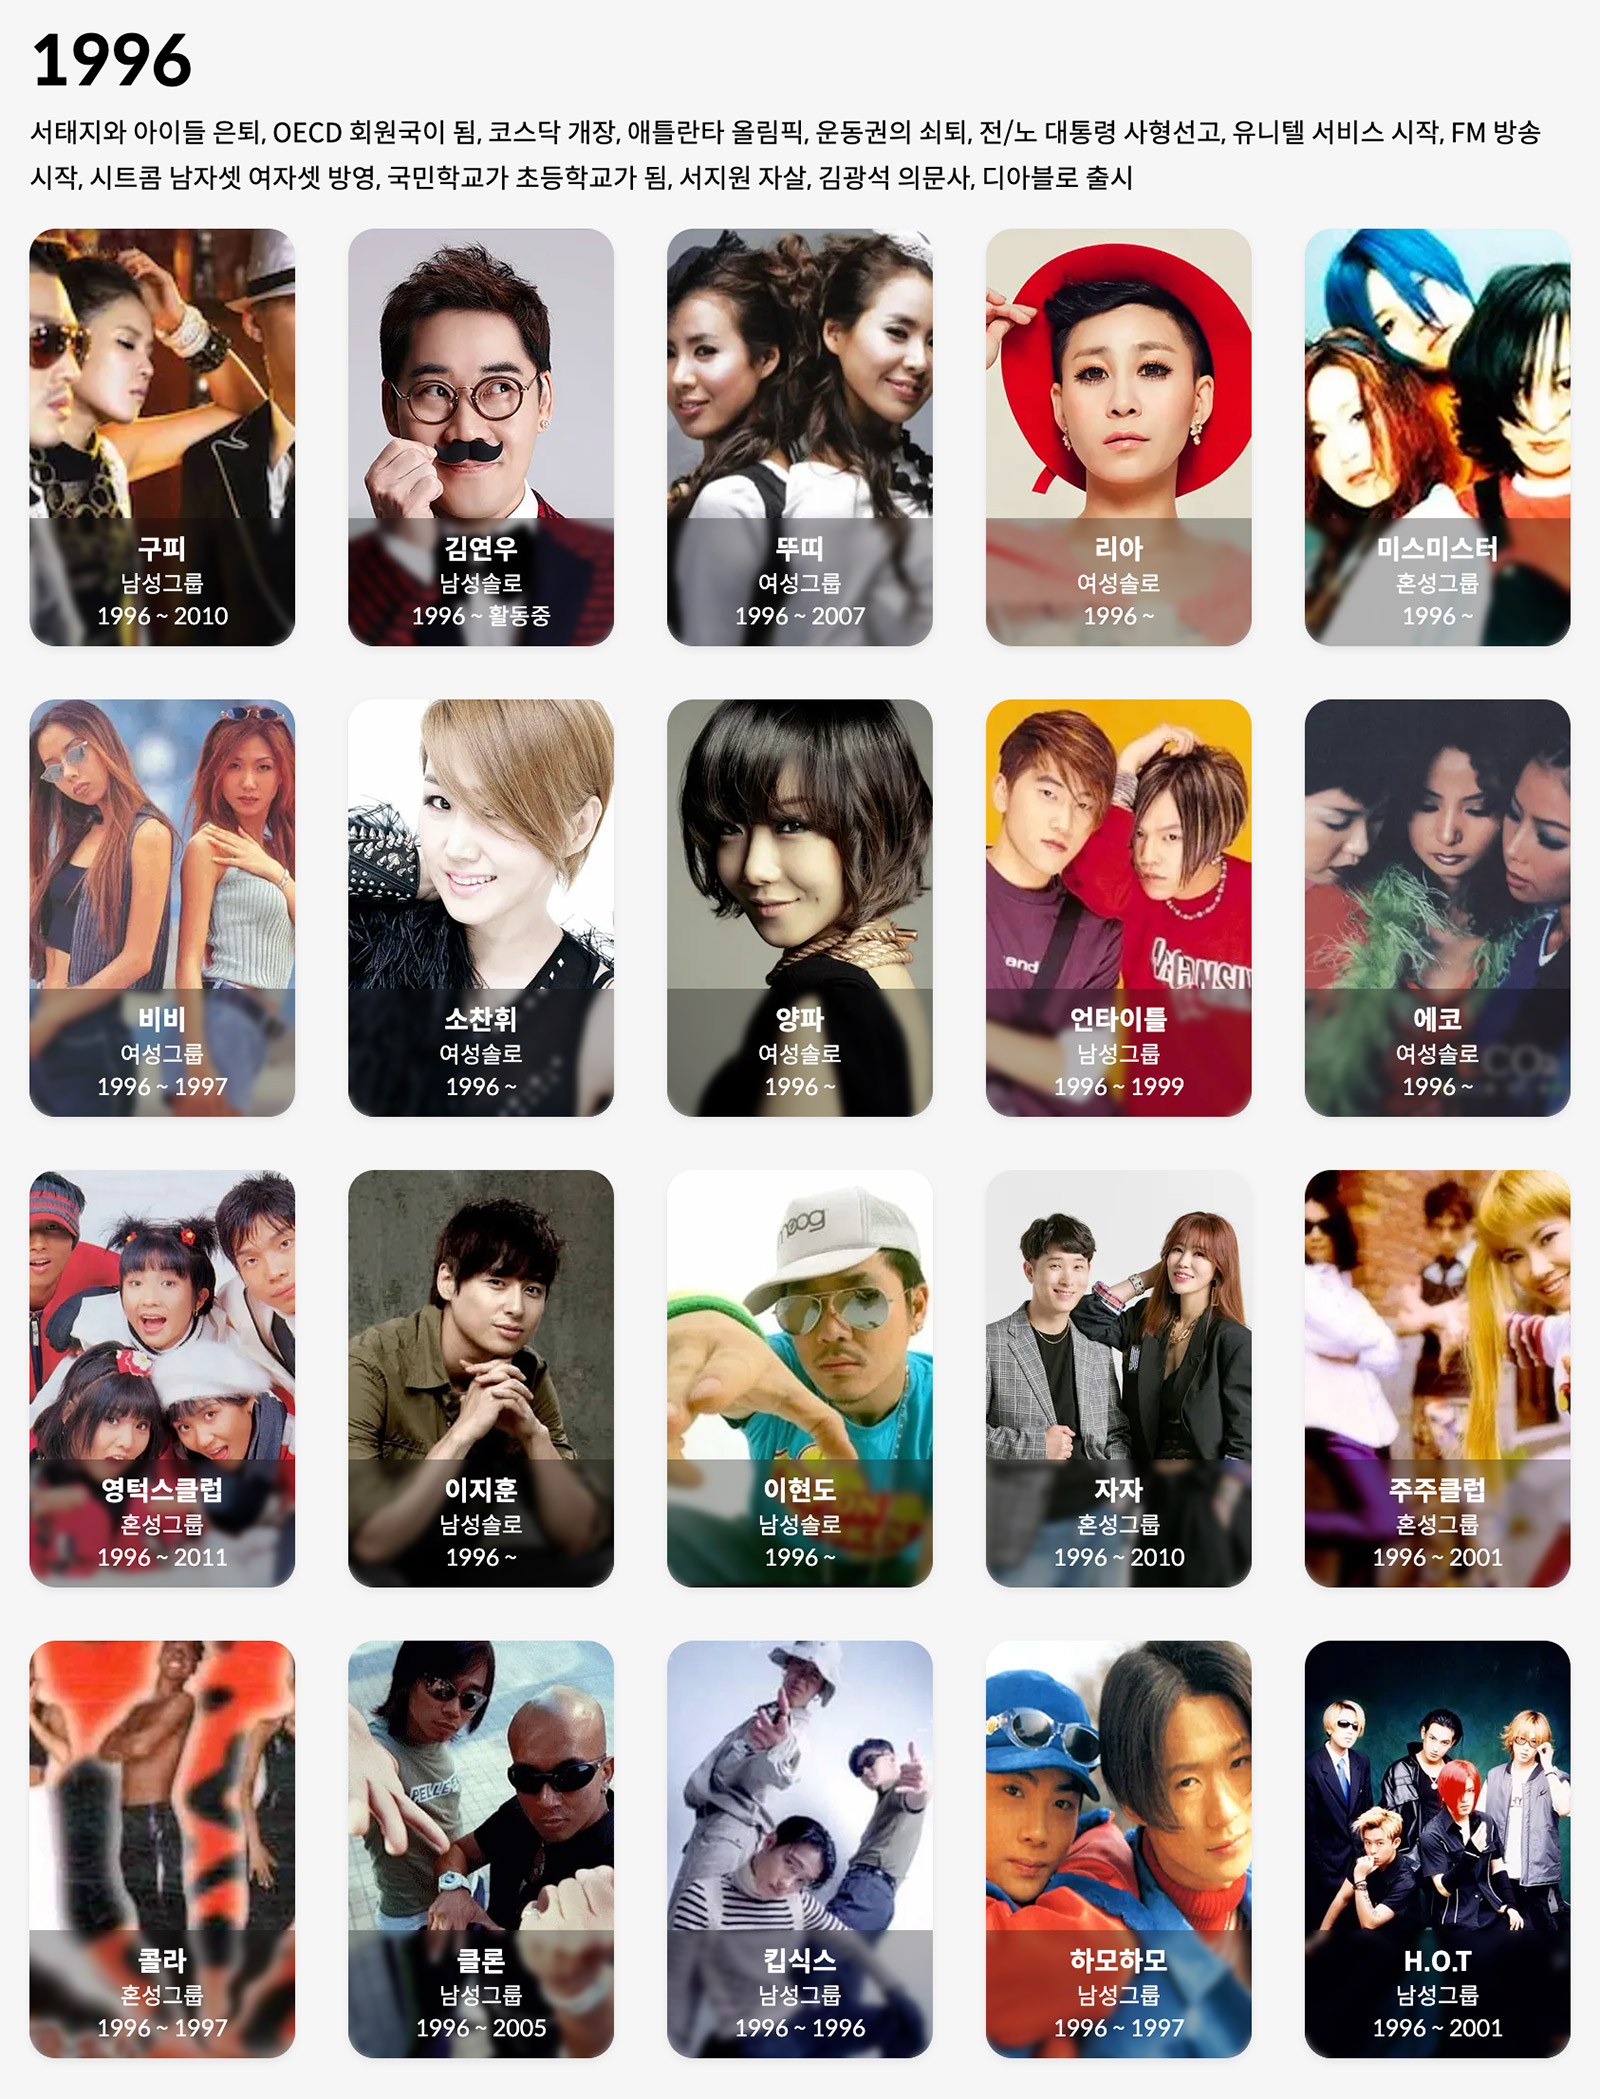 1996
서태지와 아이들 은퇴, OECD 회원국이 됨, 코스닥 개장, 애틀란타 올림픽, 운동권의 쇠퇴, 전/노 대통령 사형선고, 유니텔 서비스 시작, FM 방송
시작, 시트콤 남자셋 여자셋 방영, 국민학교가 초등학교가 됨, 서지원 자살, 김광석 의문사, 디아블로 출시
구피
남성그룹
1996 ~ 2010
김연우
남성솔로
1996 ~ 활동중
뚜띠
여성그룹
1996 ~ 2007
리아
여성솔로
1996 ~
미스미스터
혼성그룹
1996 ~
비비
여성그룹
1996 ~ 1997
소찬휘
여성솔로
1996 ~
양파
여성솔로
1996 ~
and
언타이틀
남성그룹
1996 ~ 1999
에코
여성솔로
1996 ~
영턱스클럽
혼성그룹
1996 ~ 2011
이지훈
남성솔로
1996 ~
moog
이현도
남성솔로
1996 ~
자자
혼성그룹
1996 ~ 2010
주주클럽
혼성그룹
1996 ~ 2001
콜라
혼성그룹
1996 ~ 1997
클론
남성그룹
1996 ~ 2005
킵식스
남성그룹
1996 ~ 1996
하모하모
남성그룹
1996 ~ 1997
H.O.T
남성그룹
1996 ~ 2001